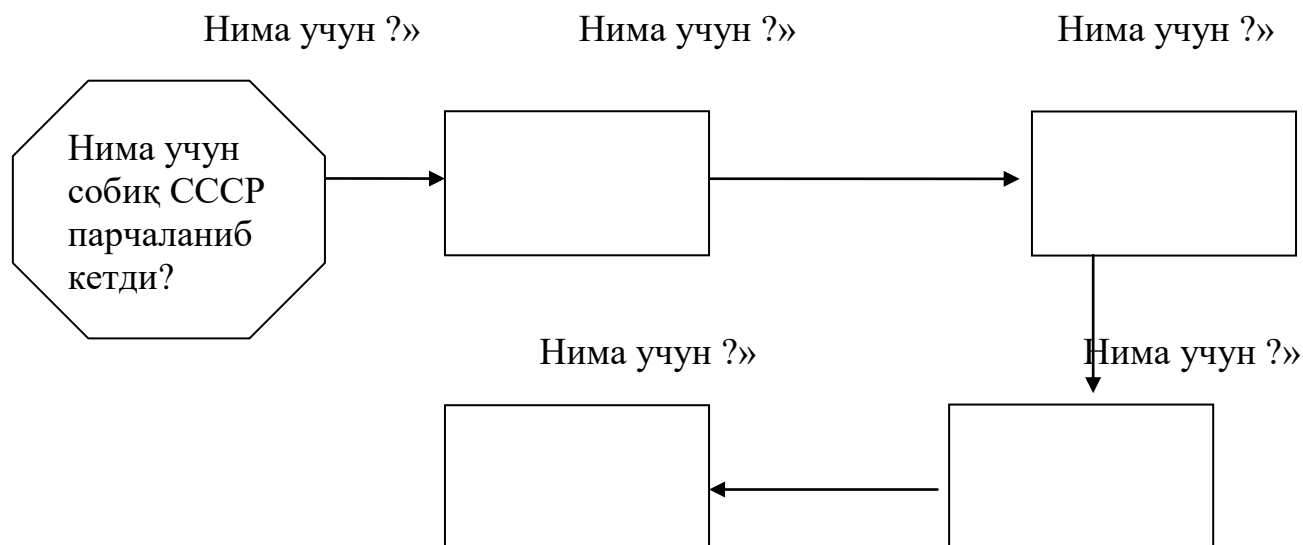 Нима учун ?» Нима учун ?» Нима учун ?»
Нима учун
собиқ СССР
парчаланиб
кетди?
Нима учун ?» Нима учун ?»